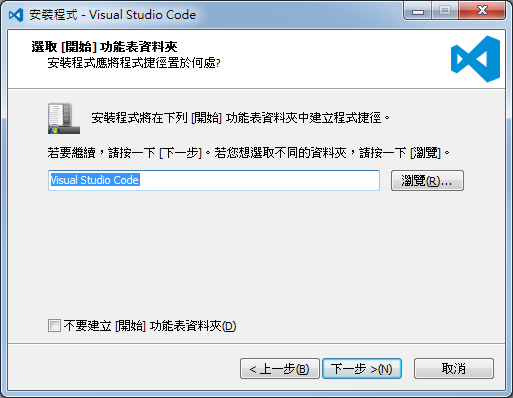 安裝程式 - Visual Studio Code
選取 [開始] 功能表資料夾
安裝程式應將程式捷徑置於何處?
安裝程式將在下列 [開始] 功能表資料夾中建立程式捷徑。
若要繼續，請按一下 [下一步]。若您想選取不同的資料夾，請按一下 [瀏覽]。
Visual Studio Code
瀏覽(R)...
不要建立 [開始] 功能表資料夾(D)
< 上一步(B)
下一步 >(N)
取消